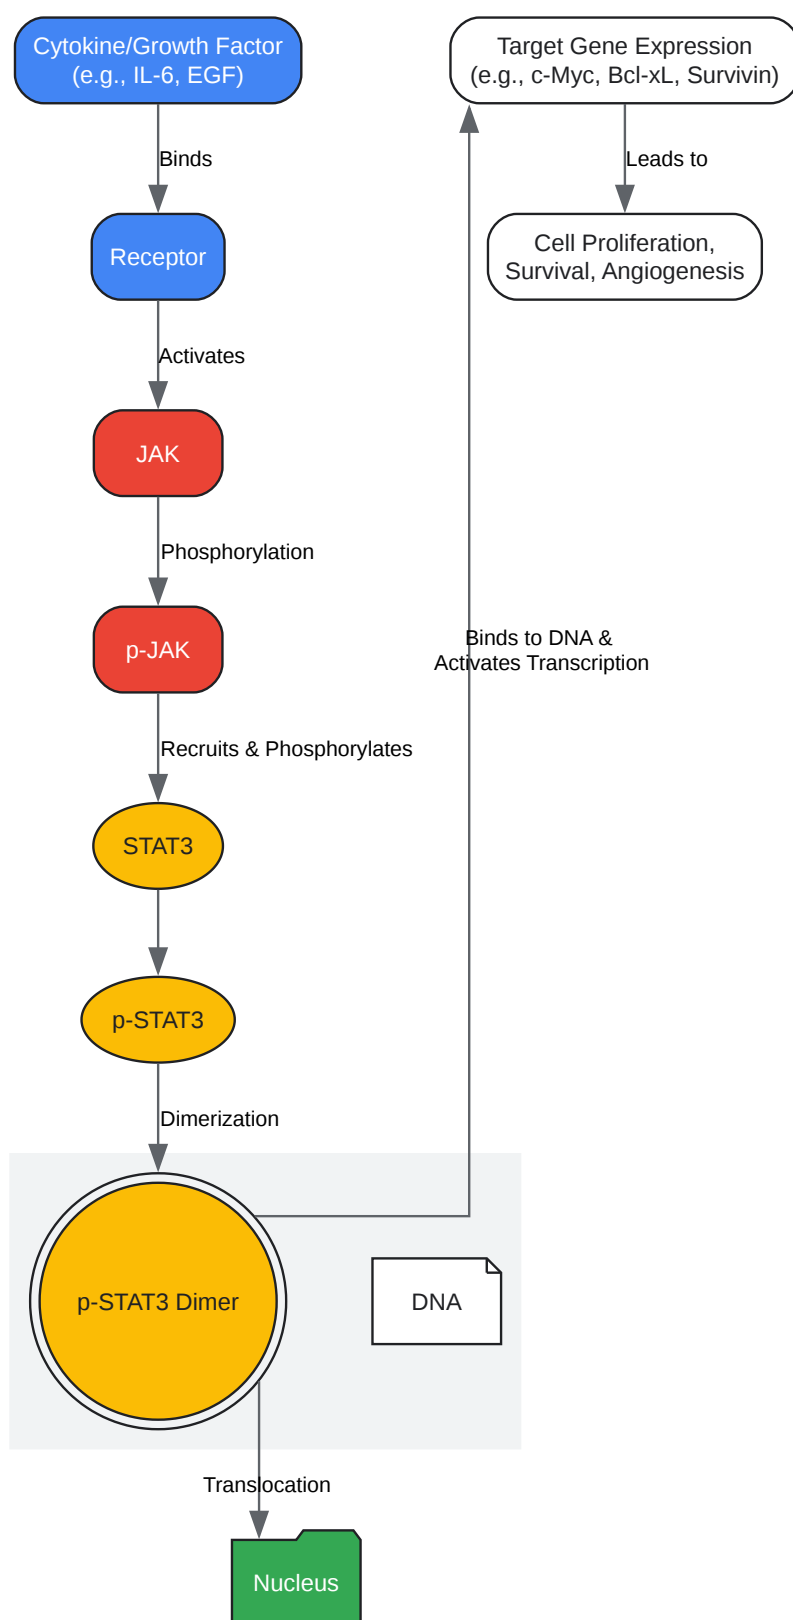 Cytokine/Growth Factor
(e.g., IL-6, EGF)
Binds
Receptor
Activates
JAK
Phosphorylation
p-JAK
Recruits & Phosphorylates
STAT3
p-STAT3
Dimerization
p-STAT3 Dimer
DNA
Translocation
Nucleus
Binds to DNA &
Activates Transcription
Target Gene Expression
(e.g., c-Myc, Bcl-xL, Survivin)
Leads to
Cell Proliferation,
Survival, Angiogenesis